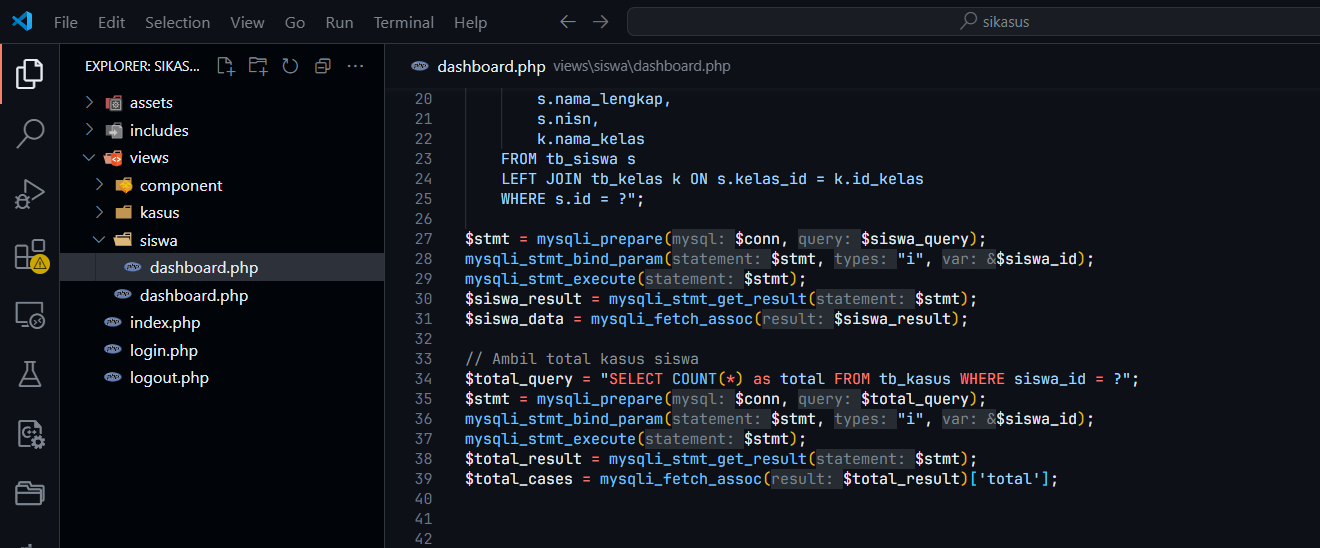 File Edit Selection View Go Run Terminal Help
sikasus
EXPLORER: SIKAS...
assets
includes
views
component
kasus
siswa
dashboard.php
dashboard.php
index.php
login.php
logout.php
dashboard.php views\siswa\dashboard.php
20 s.nama_lengkap,
21 s.nisn,
22 k.nama_kelas
23 FROM tb_siswa s
24 LEFT JOIN tb_kelas k ON s.kelas_id = k.id_kelas
25 WHERE s.id = ?";
26
27 $stmt = mysqli_prepare(mysql: $conn, query: $siswa_query);
28 mysqli_stmt_bind_param(statement: $stmt, types: "i", var: &$siswa_id);
29 mysqli_stmt_execute(statement: $stmt);
30 $siswa_result = mysqli_stmt_get_result(statement: $stmt);
31 $siswa_data = mysqli_fetch_assoc(result: $siswa_result);
32
33 // Ambil total kasus siswa
34 $total_query = "SELECT COUNT(*) as total FROM tb_kasus WHERE siswa_id = ?";
35 $stmt = mysqli_prepare(mysql: $conn, query: $total_query);
36 mysqli_stmt_bind_param(statement: $stmt, types: "i", var: &$siswa_id);
37 mysqli_stmt_execute(statement: $stmt);
38 $total_result = mysqli_stmt_get_result(statement: $stmt);
39 $total_cases = mysqli_fetch_assoc(result: $total_result)['total'];
40
41
42